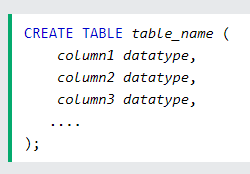 CREATE TABLE table_name (
    column1 datatype,
    column2 datatype,
    column3 datatype,
   ....
);